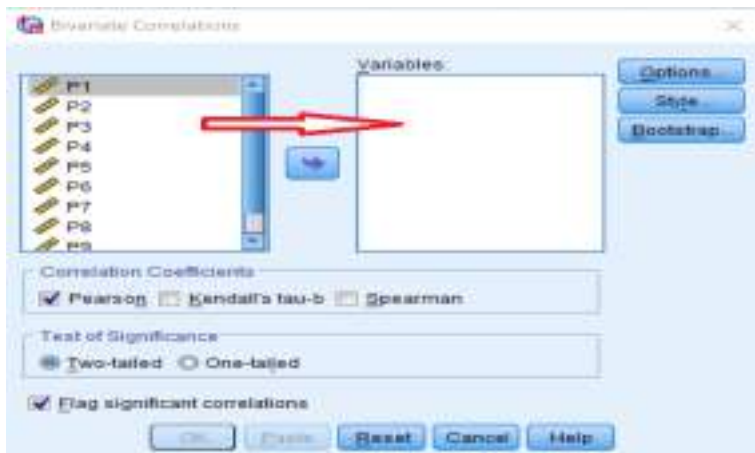 Bivariate Correlations
Variables
P1
P2
P3
P4
P5
P6
P7
P8
P9
Options...
Style...
Bootstrap...
Correlation Coefficients
Pearson Kendall's tau-b Spearman
Test of Significance
Two-tailed One-tailed
Flag significant correlations
OK Paste Reset Cancel Help